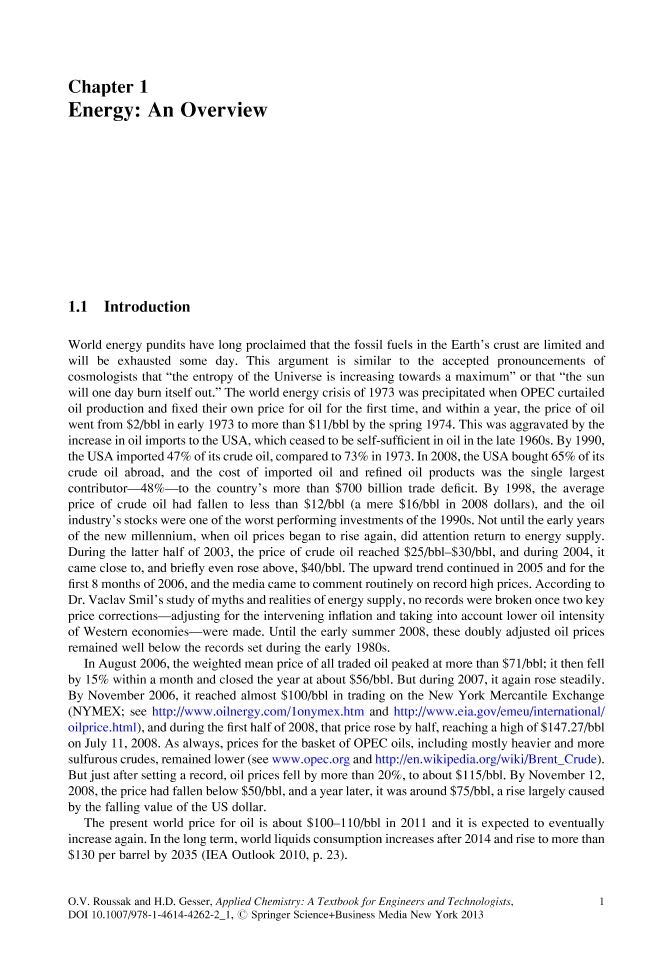 Chapter 1
Energy: An Overview
1.1 Introduction
World energy pundits have long proclaimed that the fossil fuels in the Earth's crust are limited and
will be exhausted some day. This argument is similar to the accepted pronouncements of
cosmologists that “the entropy of the Universe is increasing towards a maximum” or that “the sun
will one day burn itself out.” The world energy crisis of 1973 was precipitated when OPEC curtailed
oil production and fixed their own price for oil for the first time, and within a year, the price of oil
went from $2/bbl in early 1973 to more than $11/bbl by the spring 1974. This was aggravated by the
increase in oil imports to the USA, which ceased to be self-sufficient in oil in the late 1960s. By 1990,
the USA imported 47% of its crude oil, compared to 73% in 1973. In 2008, the USA bought 65% of its
crude oil abroad, and the cost of imported oil and refined oil products was the single largest
contributor—48%—to the country's more than $700 billion trade deficit. By 1998, the average
price of crude oil had fallen to less than $12/bbl (a mere $16/bbl in 2008 dollars), and the oil
industry's stocks were one of the worst performing investments of the 1990s. Not until the early years
of the new millennium, when oil prices began to rise again, did attention return to energy supply.
During the latter half of 2003, the price of crude oil reached $25/bbl–$30/bbl, and during 2004, it
came close to, and briefly even rose above, $40/bbl. The upward trend continued in 2005 and for the
first 8 months of 2006, and the media came to comment routinely on record high prices. According to
Dr. Vaclav Smil's study of myths and realities of energy supply, no records were broken once two key
price corrections—adjusting for the intervening inflation and taking into account lower oil intensity
of Western economies—were made. Until the early summer 2008, these doubly adjusted oil prices
remained well below the records set during the early 1980s.
In August 2006, the weighted mean price of all traded oil peaked at more than $71/bbl; it then fell
by 15% within a month and closed the year at about $56/bbl. But during 2007, it again rose steadily.
By November 2006, it reached almost $100/bbl in trading on the New York Mercantile Exchange
(NYMEX; see http://www.oilnergy.com/1onymex.htm and http://www.eia.gov/emeu/international/
oilprice.html), and during the first half of 2008, that price rose by half, reaching a high of $147.27/bbl
on July 11, 2008. As always, prices for the basket of OPEC oils, including mostly heavier and more
sulfurous crudes, remained lower (see www.opec.org and http://en.wikipedia.org/wiki/Brent_Crude).
But just after setting a record, oil prices fell by more than 20%, to about $115/bbl. By November 12,
2008, the price had fallen below $50/bbl, and a year later, it was around $75/bbl, a rise largely caused
by the falling value of the US dollar.
The present world price for oil is about $100–110/bbl in 2011 and it is expected to eventually
increase again. In the long term, world liquids consumption increases after 2014 and rise to more than
$130 per barrel by 2035 (IEA Outlook 2010, p. 23).
O.V. Roussak and H.D. Gesser, Applied Chemistry: A Textbook for Engineers and Technologists, 1
DOI 10.1007/978-1-4614-4262-2_1, © Springer Science+Business Media New York 2013